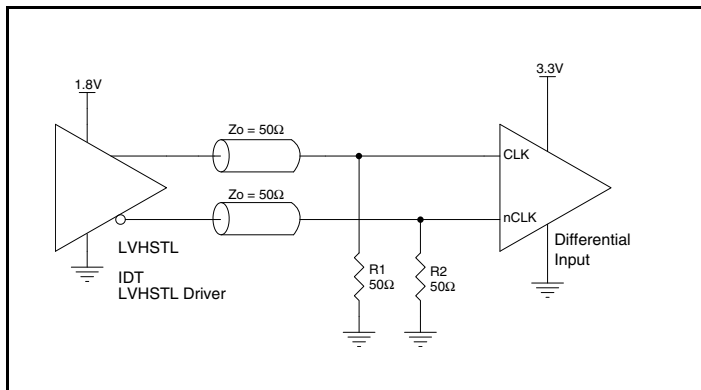 1.8V
3.3V
Zo = 50Ω
CLK
Zo = 50Ω
nCLK
LVHSTL
IDT
LVHSTL Driver
R1
50Ω
R2
50Ω
Differential
Input